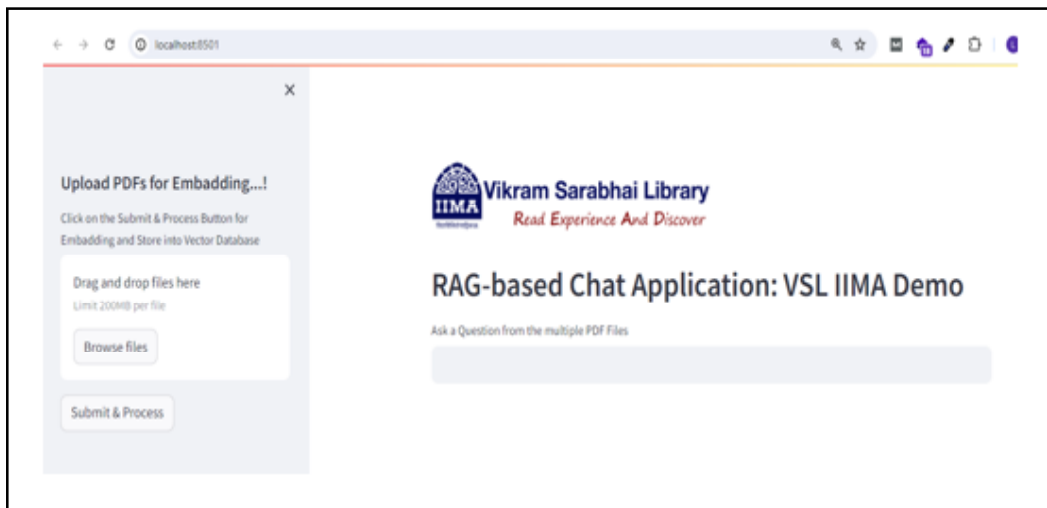 localhost:8501
Upload PDFs for Embadding...!
Click on the Submit & Process Button for
Embadding and Store into Vector Database
Drag and drop files here
Limit 200MB per file
Browse files
Submit & Process
IIMA
Vikram Sarabhai Library
Read Experience And Discover
RAG-based Chat Application: VSL IIMA Demo
Ask a Question from the multiple PDF Files